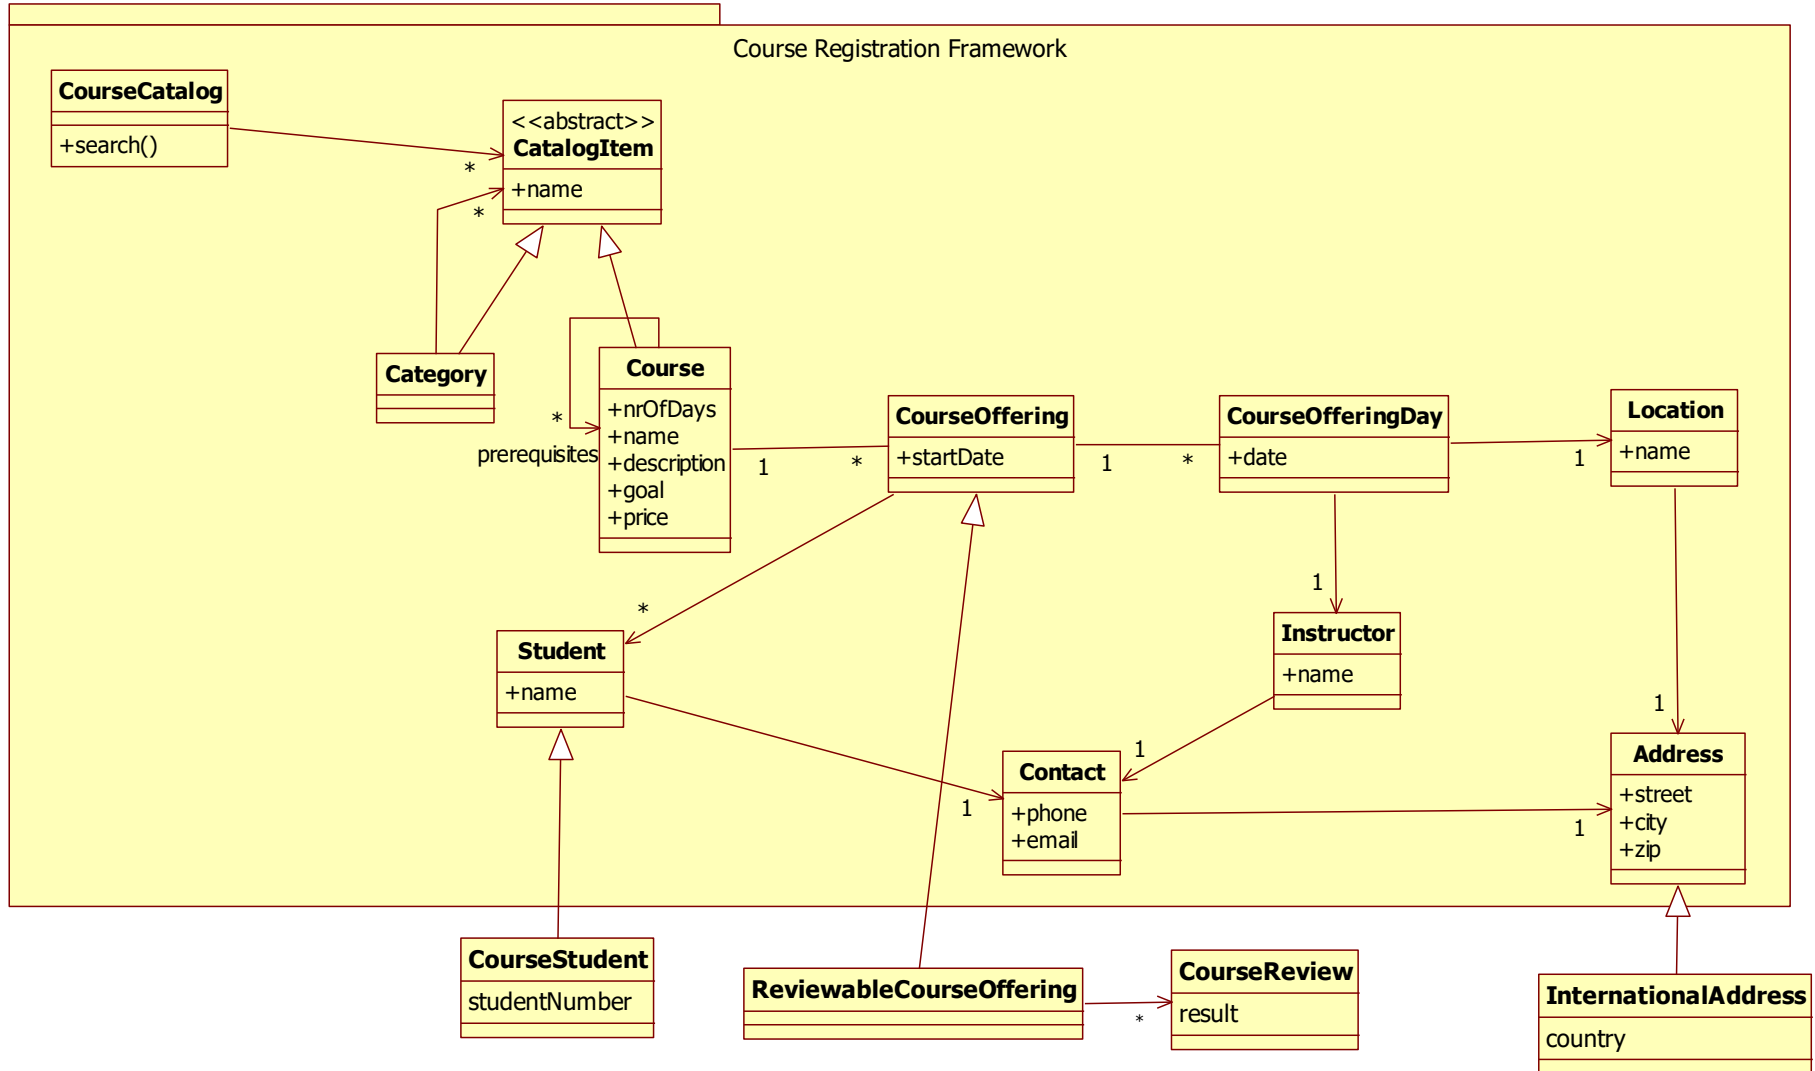 Course Registration Framework
CourseCatalog
+search()
<<abstract>>
CatalogItem
+name
*
*
Category
Course
+nrOfDays
+name
+description
+goal
+price
*
prerequisites
1
*
CourseOffering
+startDate
1
*
CourseOfferingDay
+date
1
Location
+name
*
1
Student
+name
Instructor
+name
1
1
1
Contact
+phone
+email
1
Address
+street
+city
+zip
CourseStudent
studentNumber
ReviewableCourseOffering
*
CourseReview
result
InternationalAddress
country